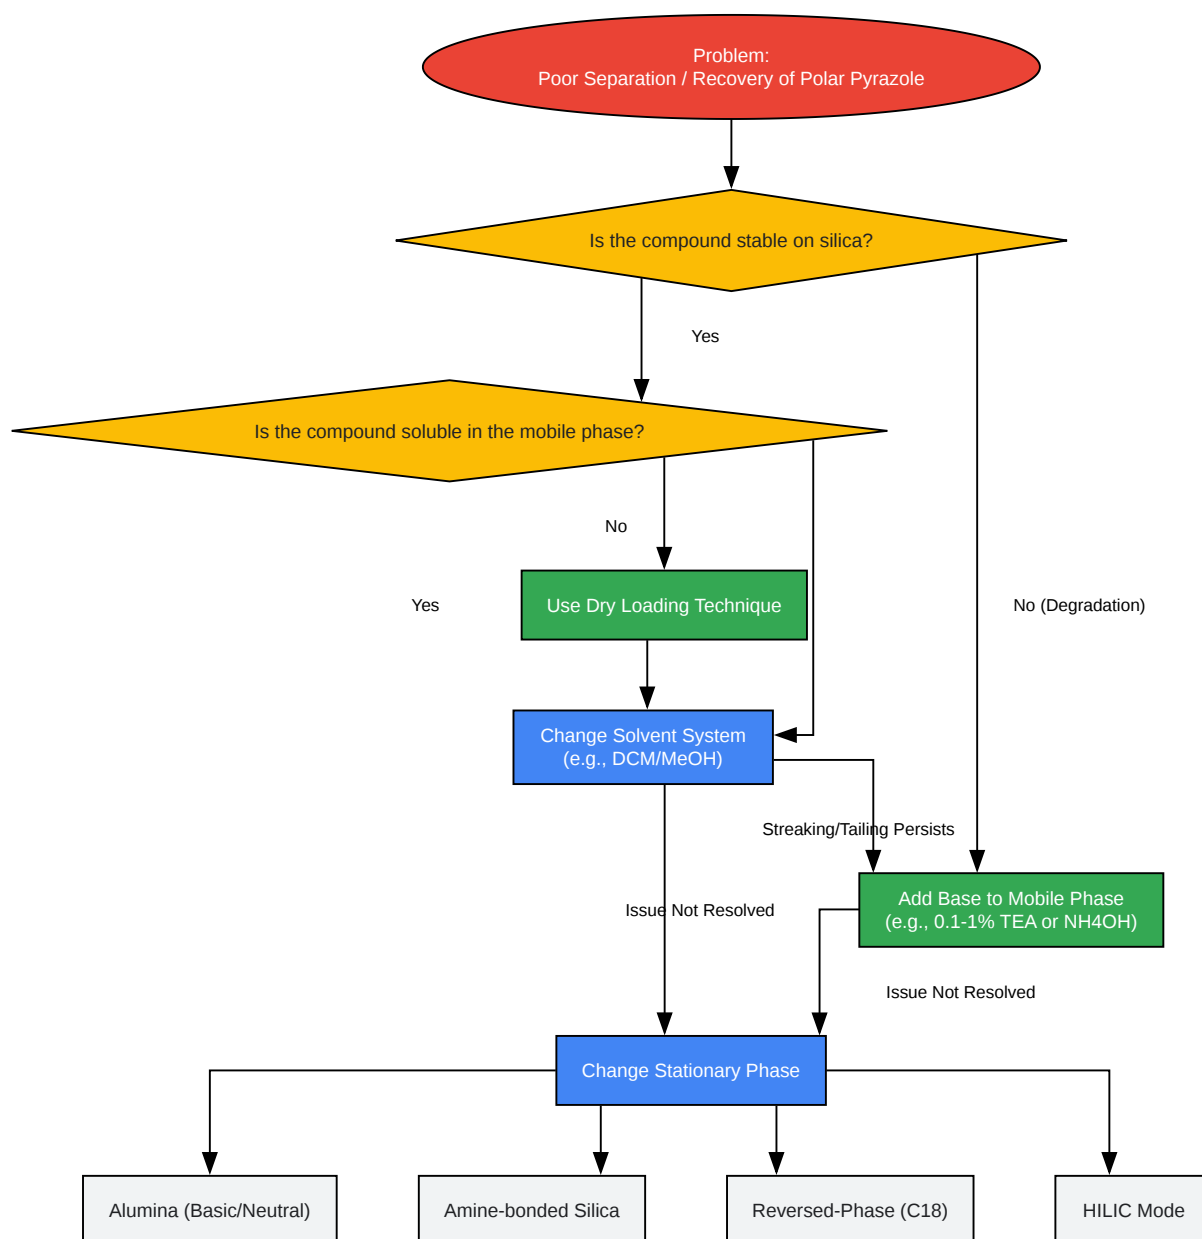 Problem:
Poor Separation / Recovery of Polar Pyrazole
Is the compound stable on silica?
Yes
Is the compound soluble in the mobile phase?
No
Yes
Use Dry Loading Technique
No (Degradation)
Change Solvent System
(e.g., DCM/MeOH)
Streaking/Tailing Persists
Issue Not Resolved
Add Base to Mobile Phase
(e.g., 0.1-1% TEA or NH4OH)
Issue Not Resolved
Change Stationary Phase
Alumina (Basic/Neutral)
Amine-bonded Silica
Reversed-Phase (C18)
HILIC Mode